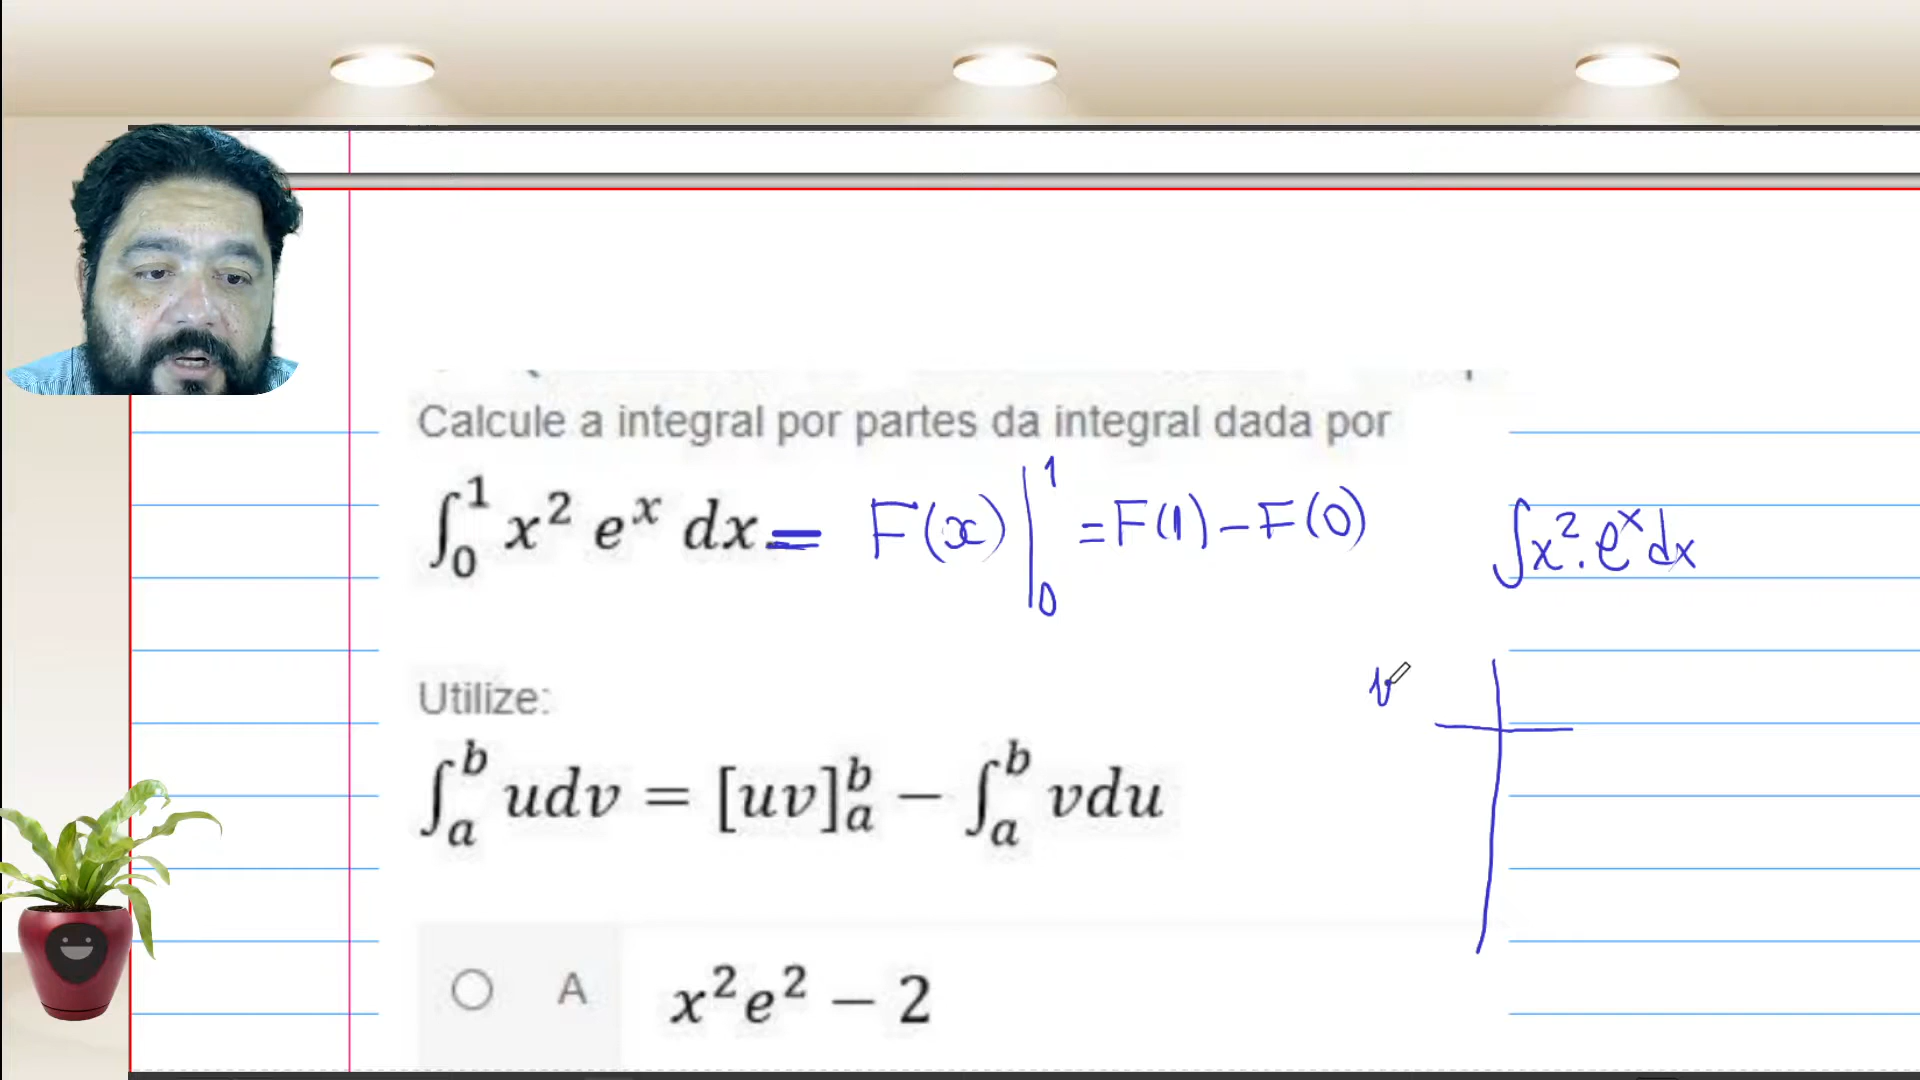 Calcule a integral por partes da integral dada por
∫₀¹ x² eˣ dx = F(x) |₀¹ = F(1) − F(0)
∫x².eˣdx
Utilize:
∫ₐᵇ udv = [uv]ₐᵇ − ∫ₐᵇ vdu
A x²e² − 2